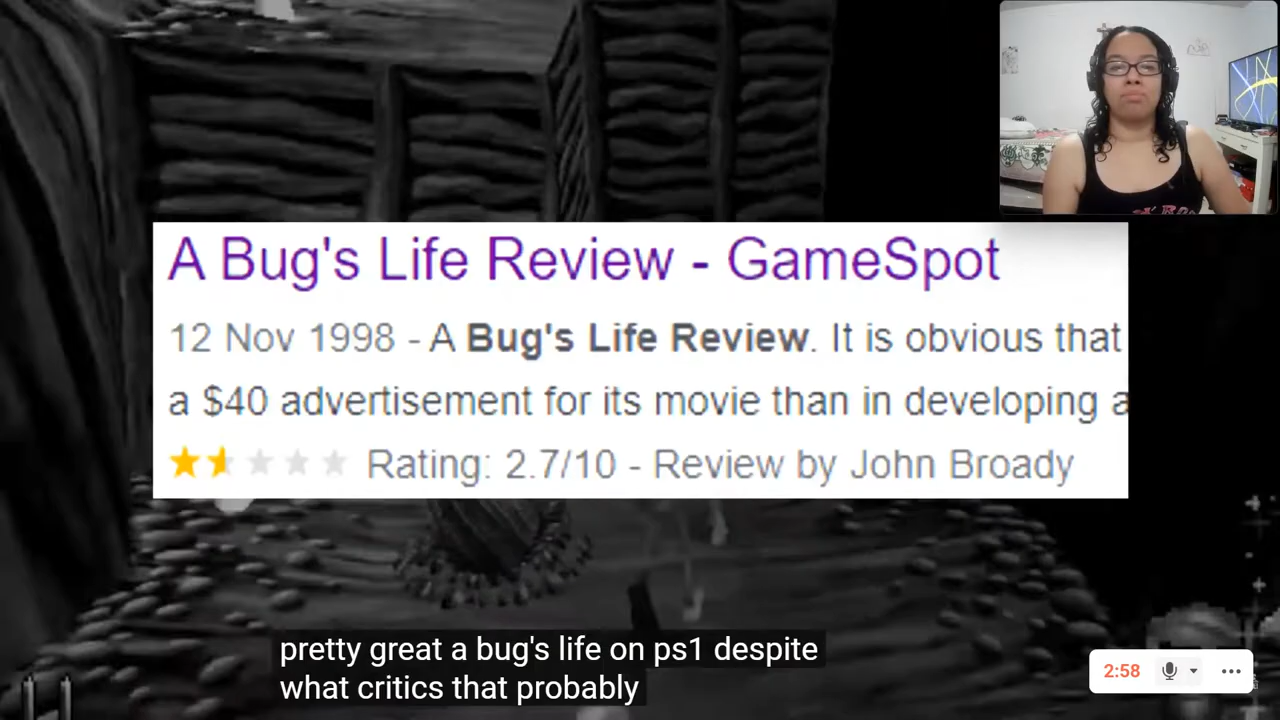 A Bug's Life Review - GameSpot
12 Nov 1998 - A Bug's Life Review. It is obvious that
a $40 advertisement for its movie than in developing a
Rating: 2.7/10 - Review by John Broady
pretty great a bug's life on ps1 despite
what critics that probably
2:58